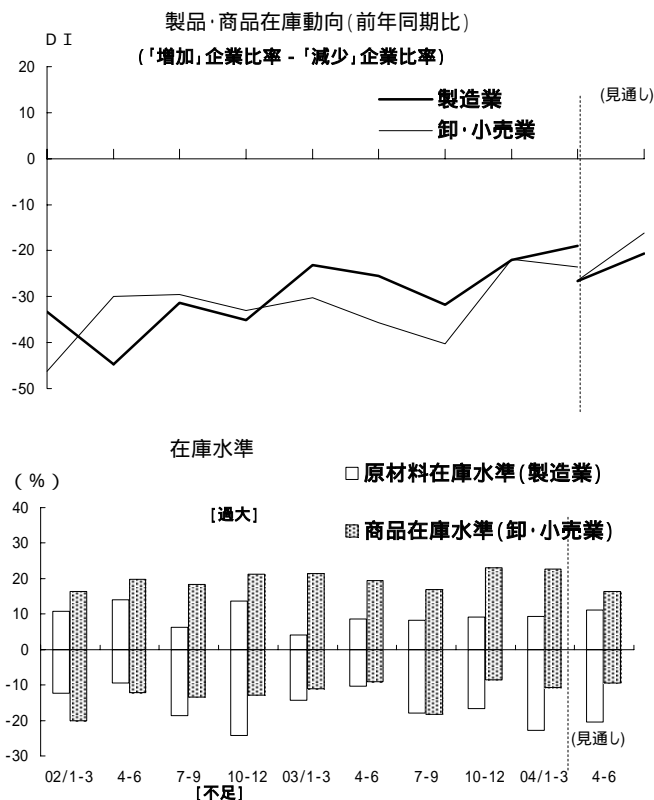 製品･商品在庫動向(前年同期比)
ＤＩ
(｢増加｣企業比率 - ｢減少｣企業比率)
20
10
0
-10
-20
-30
-40
-50
製造業
卸･小売業
(見通し)
在庫水準
(％)
□原材料在庫水準(製造業)
[過大]
商品在庫水準(卸･小売業)
40
30
20
10
0
-10
-20
-30
(見通し)
02/1-3 4-6 7-9 10-12 03/1-3 4-6 7-9 10-12 04/1-3 4-6
[不足]